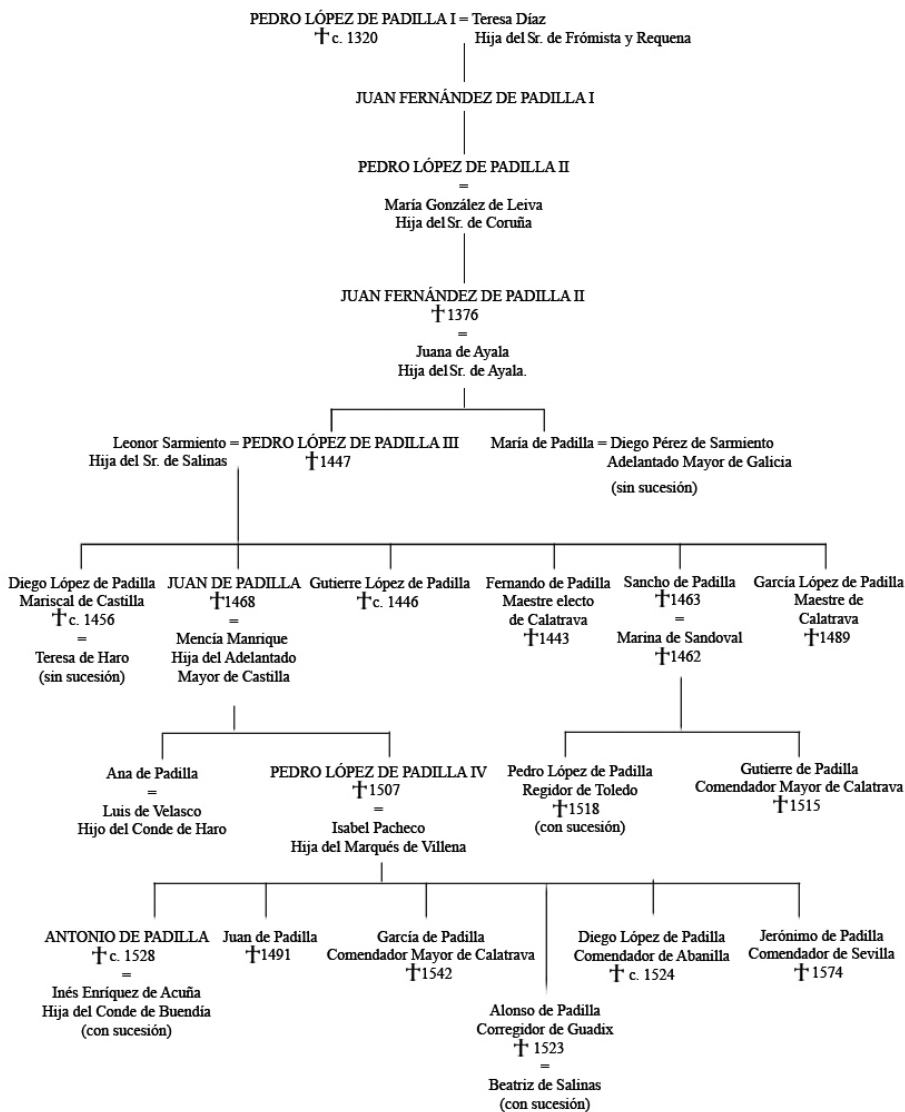 PEDRO LÓPEZ DE PADILLA I = Teresa Díaz
† c. 1320
Hija del Sr. de Frómista y Requena
JUAN FERNÁNDEZ DE PADILLA I
PEDRO LÓPEZ DE PADILLA II
=
María González de Leiva
Hija del Sr. de Coruña
JUAN FERNÁNDEZ DE PADILLA II
† 1376
=
Juana de Ayala
Hija del Sr. de Ayala.
Leonor Sarmiento = PEDRO LÓPEZ DE PADILLA III
Hija del Sr. de Salinas
† 1447
María de Padilla = Diego Pérez de Sarmiento
Adelantado Mayor de Galicia
(sin sucesión)
Diego López de Padilla
Mariscal de Castilla
† c. 1456
=
Teresa de Haro
(sin sucesión)
JUAN DE PADILLA
† 1468
=
Mencía Manrique
Hija del Adelantado
Mayor de Castilla
Gutierre López de Padilla
† c. 1446
Fernando de Padilla
Maestre electo
de Calatrava
† 1443
Sancho de Padilla
† 1463
=
Marina de Sandoval
† 1462
García López de Padilla
Maestre de
Calatrava
† 1489
Ana de Padilla
=
Luis de Velasco
Hijo del Conde de Haro
PEDRO LÓPEZ DE PADILLA IV
† 1507
=
Isabel Pacheco
Hija del Marqués de Villena
Pedro López de Padilla
Regidor de Toledo
† 1518
(con sucesión)
Gutierre de Padilla
Comendador Mayor de Calatrava
† 1515
ANTONIO DE PADILLA
† c. 1528
=
Inés Enríquez de Acuña
Hija del Conde de Buendía
(con sucesión)
Juan de Padilla
† 1491
García de Padilla
Comendador Mayor de Calatrava
† 1542
Alonso de Padilla
Corregidor de Guadix
† 1523
=
Beatriz de Salinas
(con sucesión)
Diego López de Padilla
Comendador de Abanilla
† c. 1524
Jerónimo de Padilla
Comendador de Sevilla
† 1574